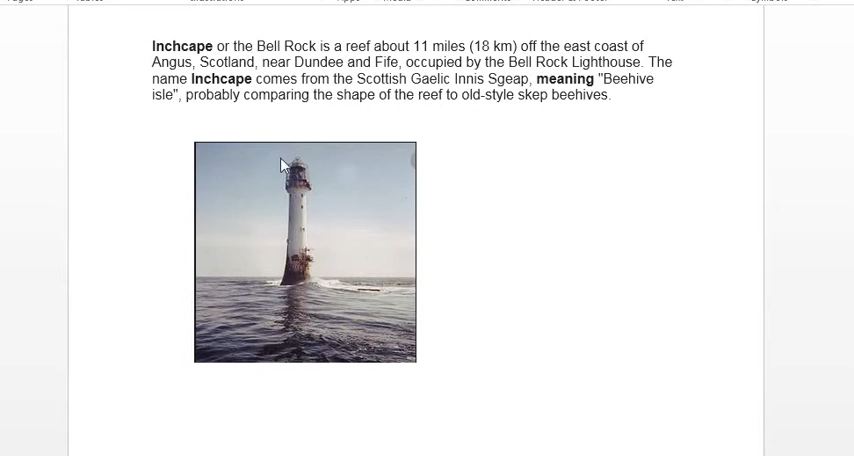 Inchcape or the Bell Rock is a reef about 11 miles (18 km) off the east coast of
Angus, Scotland, near Dundee and Fife, occupied by the Bell Rock Lighthouse. The
name Inchcape comes from the Scottish Gaelic Innis Sgeap, meaning "Beehive
isle", probably comparing the shape of the reef to old-style skep beehives.